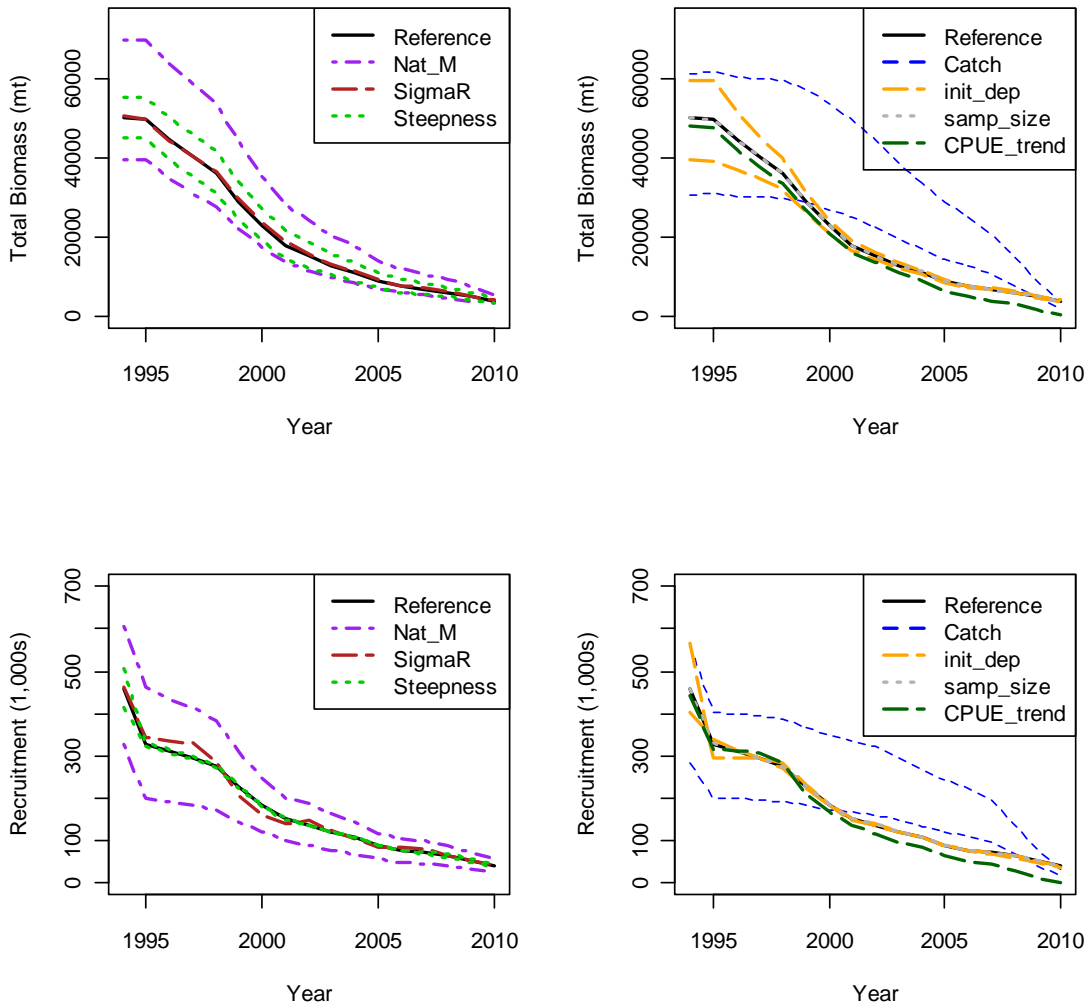 Total Biomass (mt)
0
20000
40000
60000
Reference
Nat_M
SigmaR
Steepness
1995
2000
2005
2010
Year
Total Biomass (mt)
0
20000
40000
60000
Reference
Catch
init_dep
samp_size
CPUE_trend
1995
2000
2005
2010
Year
Recruitment (1,000s)
0
100
300
500
700
Reference
Nat_M
SigmaR
Steepness
1995
2000
2005
2010
Year
Recruitment (1,000s)
0
100
300
500
700
Reference
Catch
init_dep
samp_size
CPUE_trend
1995
2000
2005
2010
Year